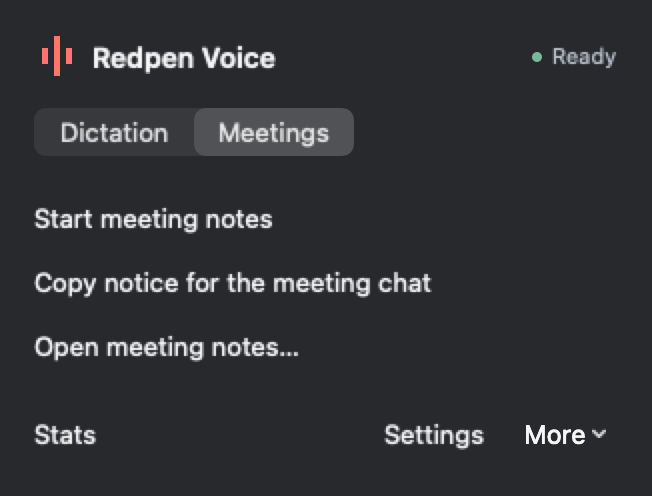 Redpen Voice
Ready
Dictation
Meetings
Start meeting notes
Copy notice for the meeting chat
Open meeting notes...
Stats
Settings
More